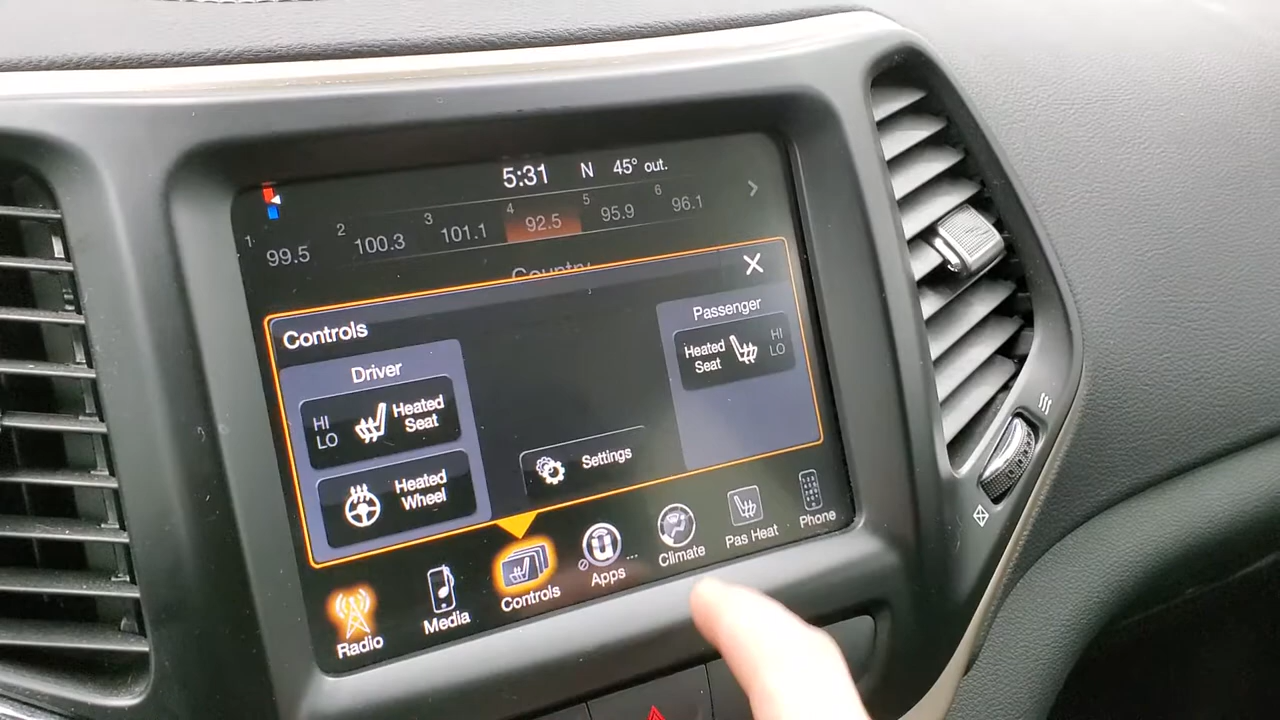 5:31 N 45° out.
1 99.5 2 100.3 3 101.1 4 92.5 5 95.9 6 96.1
Country
Controls
Driver
HI
LO
Heated
Seat
Heated
Wheel
Settings
Passenger
Heated
Seat
HI
LO
Radio
Media
Controls
Apps
Climate
Pas Heat
Phone